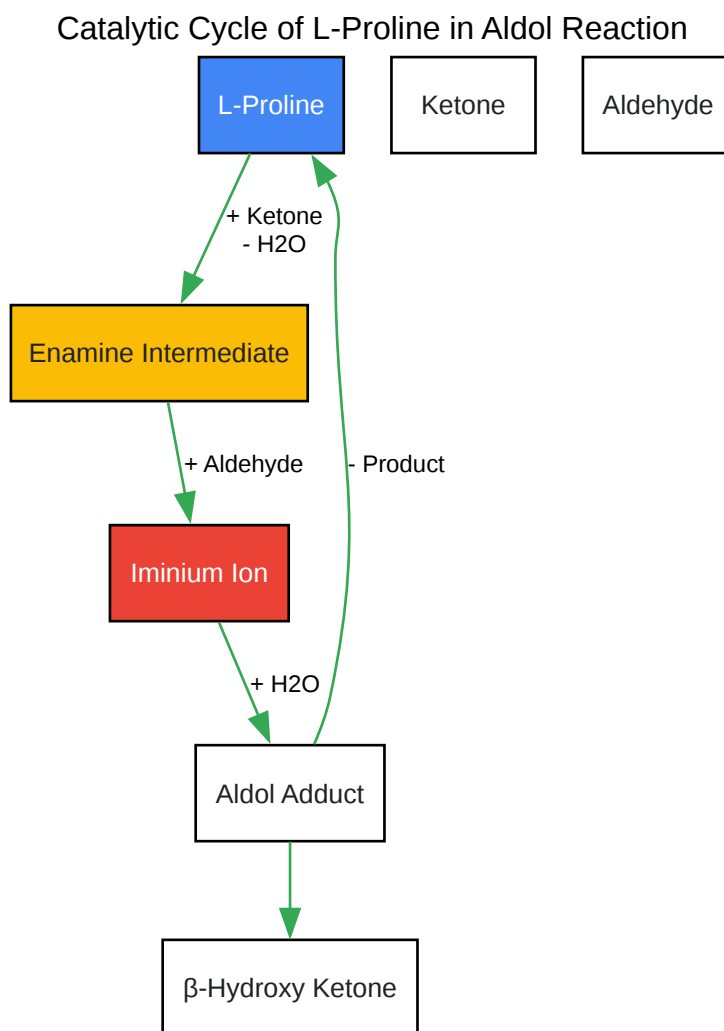 Catalytic Cycle of L-Proline in Aldol Reaction
L-Proline
Ketone
Aldehyde
+ Ketone
- H2O
Enamine Intermediate
+ Aldehyde
- Product
Iminium Ion
+ H2O
Aldol Adduct
β-Hydroxy Ketone